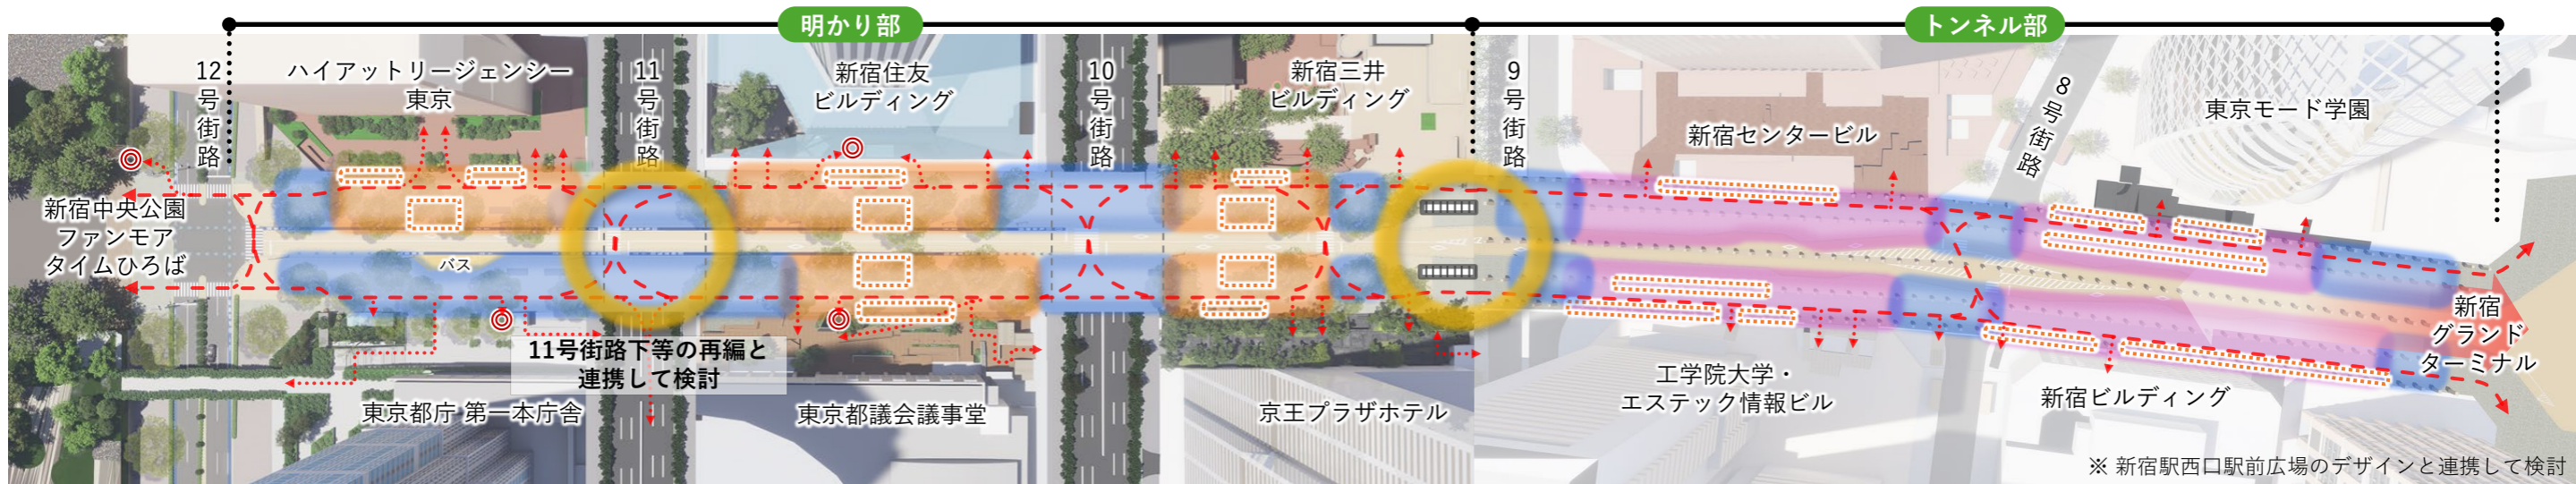 明かり部
トンネル部
12号街路
ハイアットリージェンシー
東京
11号街路
新宿住友
ビルディング
10号街路
新宿三井
ビルディング
9号街路
新宿センタービル
8号街路
東京モード学園
新宿中央公園
ファンモア
タイムひろば
バス
11号街路下等の再編と
連携して検討
東京都庁 第一本庁舎
東京都議会議事堂
京王プラザホテル
工学院大学・
エステック情報ビル
新宿ビルディング
新宿
グランド
ターミナル
※ 新宿駅西口駅前広場のデザインと連携して検討